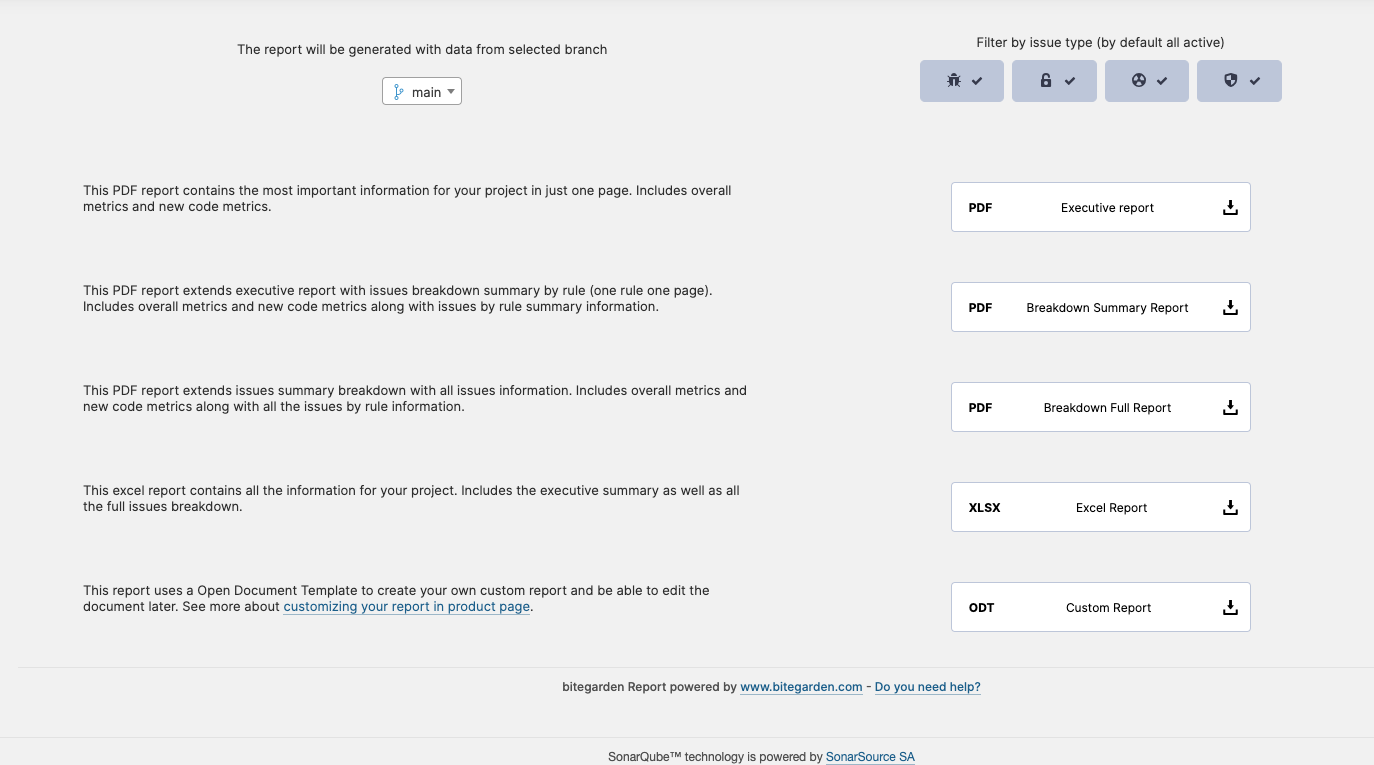 The report will be generated with data from selected branch
main
Filter by issue type (by default all active)
This PDF report contains the most important information for your project in just one page. Includes overall
metrics and new code metrics.
PDF Executive report
This PDF report extends executive report with issues breakdown summary by rule (one rule one page).
Includes overall metrics and new code metrics along with issues by rule summary information.
PDF Breakdown Summary Report
This PDF report extends issues summary breakdown with all issues information. Includes overall metrics and
new code metrics along with all the issues by rule information.
PDF Breakdown Full Report
This excel report contains all the information for your project. Includes the executive summary as well as all
the full issues breakdown.
XLSX Excel Report
This report uses a Open Document Template to create your own custom report and be able to edit the
document later. See more about customizing your report in product page.
ODT Custom Report
bitegarden Report powered by www.bitegarden.com - Do you need help?
SonarQube™ technology is powered by SonarSource SA